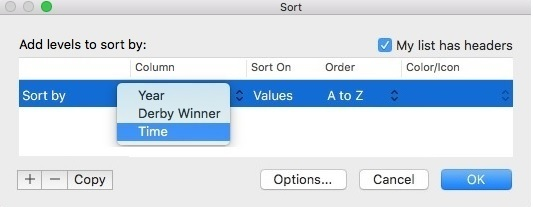 Sort
Add levels to sort by:
My list has headers
Column Sort On Order Color/Icon
Sort by Year Values A to Z
Derby Winner
Time
+ − Copy Options... Cancel OK